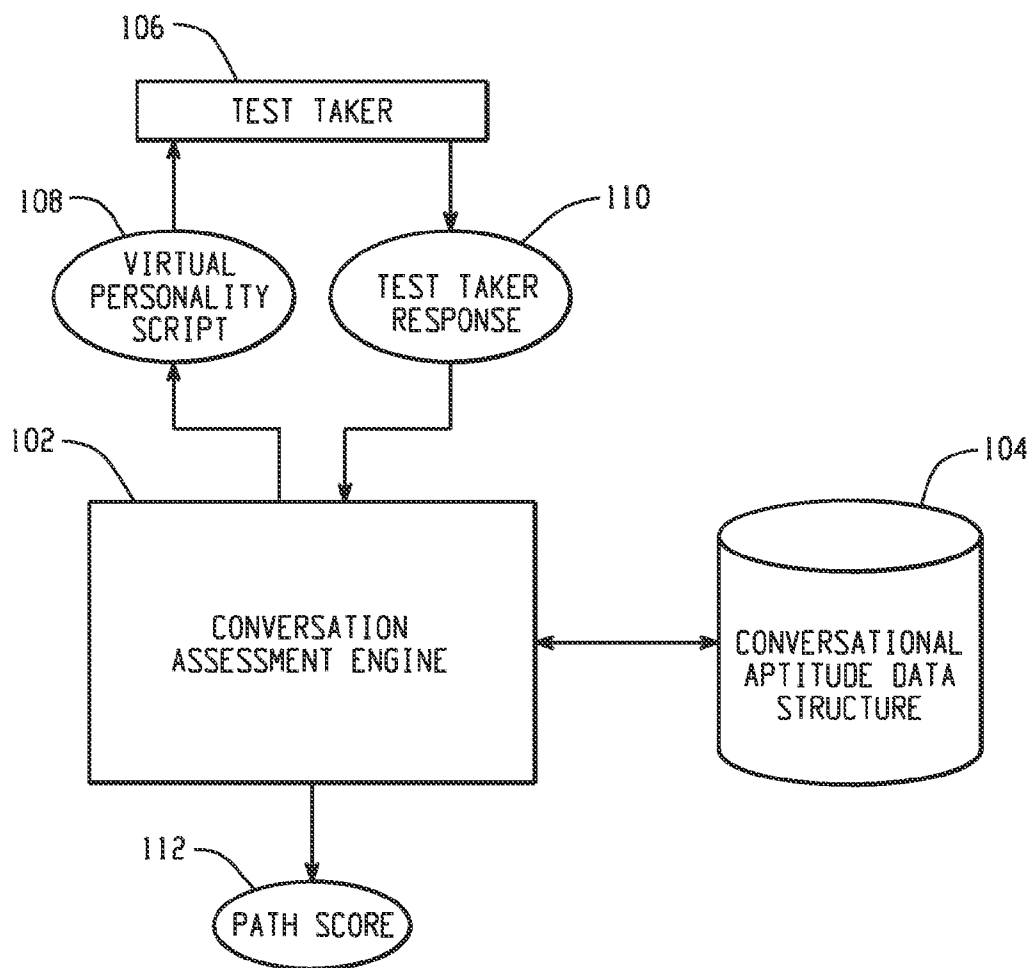 106
TEST TAKER
108
110
VIRTUAL
PERSONALITY
SCRIPT
TEST TAKER
RESPONSE
102
104
CONVERSATION
ASSESSMENT ENGINE
CONVERSATIONAL
APTITUDE DATA
STRUCTURE
112
PATH SCORE